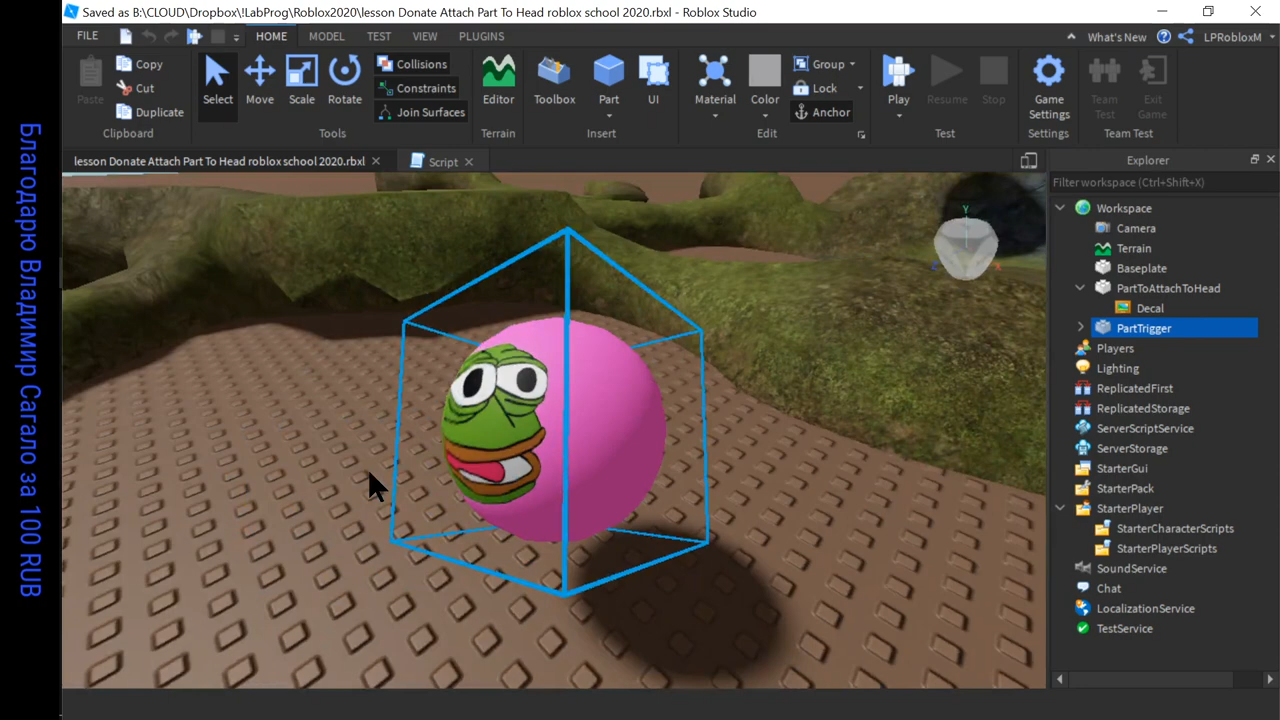 Saved as B:\CLOUD\Dropbox\!LabProg\Roblox2020\lesson Donate Attach Part To Head roblox school 2020.rbxl - Roblox Studio
FILE HOME MODEL TEST VIEW PLUGINS What's New LPRobloxM
Paste
Copy
Cut
Duplicate
Clipboard
Select
Move
Scale
Rotate
Collisions
Constraints
Join Surfaces
Tools
Editor
Terrain
Toolbox
Part
UI
Insert
Material
Color
Group
Lock
Anchor
Edit
Play
Resume
Stop
Test
Game
Settings
Settings
Team
Test
Exit
Game
Team Test
lesson Donate Attach Part To Head roblox school 2020.rbxl
Script
Explorer
Filter workspace (Ctrl+Shift+X)
Workspace
Camera
Terrain
Baseplate
PartToAttachToHead
Decal
PartTrigger
Players
Lighting
ReplicatedFirst
ReplicatedStorage
ServerScriptService
ServerStorage
StarterGui
StarterPack
StarterPlayer
StarterCharacterScripts
StarterPlayerScripts
SoundService
Chat
LocalizationService
TestService
Y
Благодарю Владимир Сагало за 100 RUB